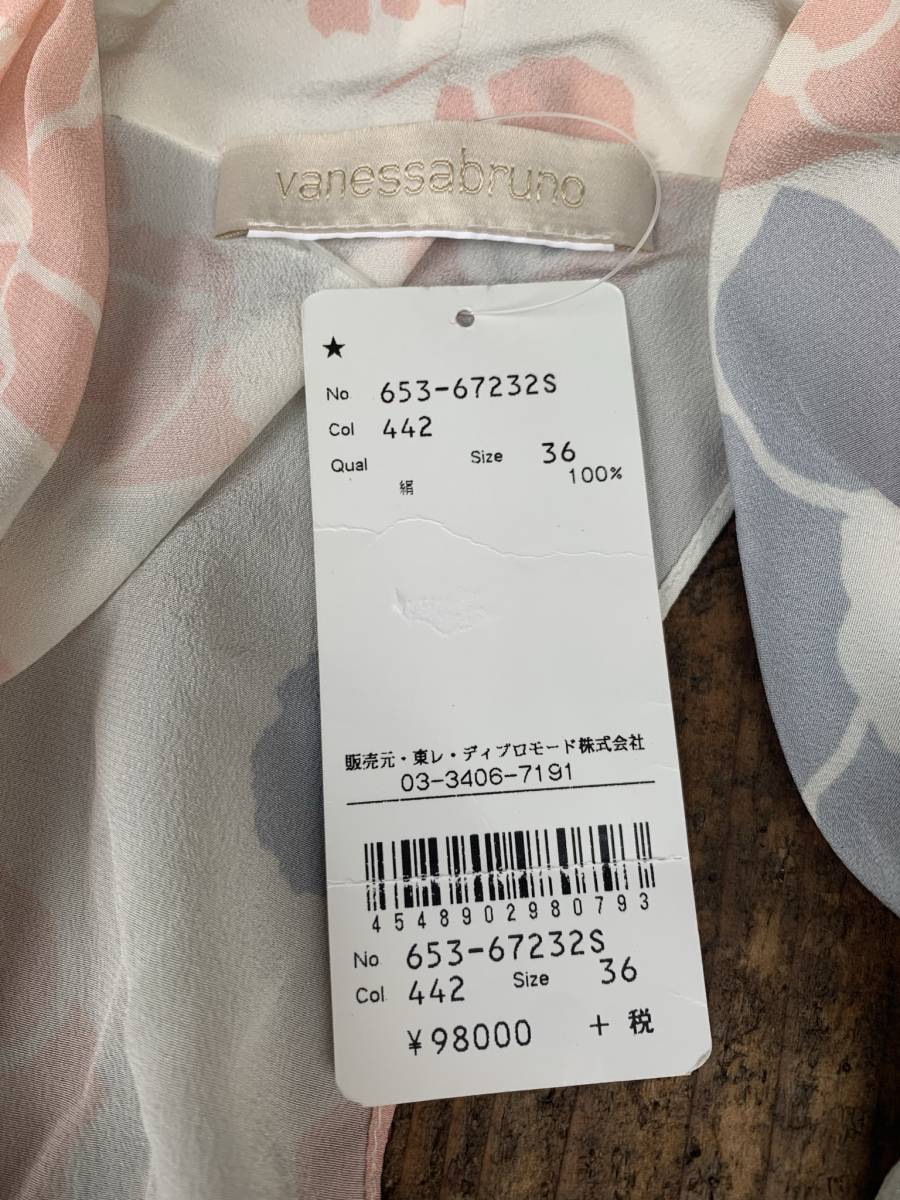 vanessabruno
★
No. 653-67232S
Col 442
Qual Size 36
絹 100%
販売元・東レ・ディプロモード株式会社
03-3406-7191
4548902980793
No. 653-67232S
Col 442 Size 36
¥98000 + 税